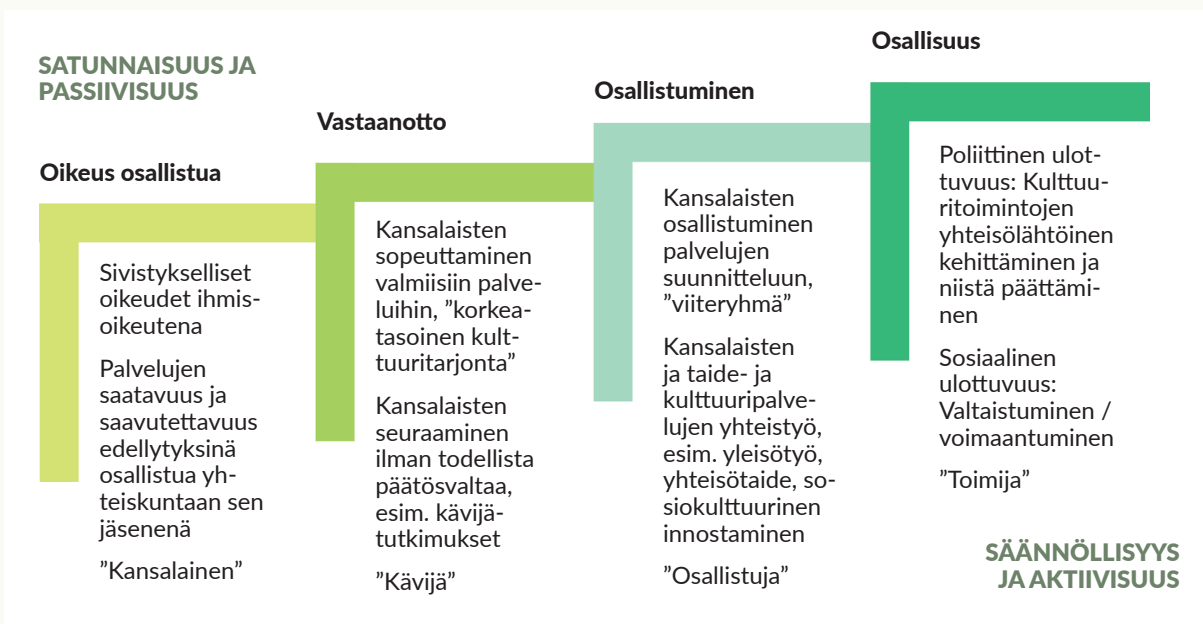 SATUNNAISUUS JA
PASSIIVISUUS
Oikeus osallistua
Sivistykselliset
oikeudet ihmis-
oikeutena
Palvelujen
saatavuus ja
saavutettavuus
edellytyksinä
osallistua yh-
teiskuntaan sen
jäsenenä
”Kansalainen”
Vastaanotto
Kansalaisten
sopeuttaminen
valmiisiin palve-
luihin, ”korkea-
tasoinen kult-
tuuritarjonta”
Kansalaisten
seuraaminen
ilman todellista
päätösvaltaa,
esim. kävijä-
tutkimukset
”Kävijä”
Osallistuminen
Kansalaisten
osallistuminen
palvelujen
suunnitteluun,
”viiteryhmä”
Kansalaisten
ja taide- ja
kulttuuripalve-
lujen yhteistyö,
esim. yleisötyö,
yhteisötaide, so-
siokulttuurinen
innostaminen
”Osallistuja”
Osallisuus
Poliittinen ulot-
tuvuus: Kulttuu-
ritoimintojen
yhteisölähtöinen
kehittäminen ja
niistä päättämi-
nen
Sosiaalinen
ulottuvuus:
Valtaistuminen /
voimaantuminen
”Toimija”
SÄÄNNÖLLISYYS
JA AKTIIVISUUS